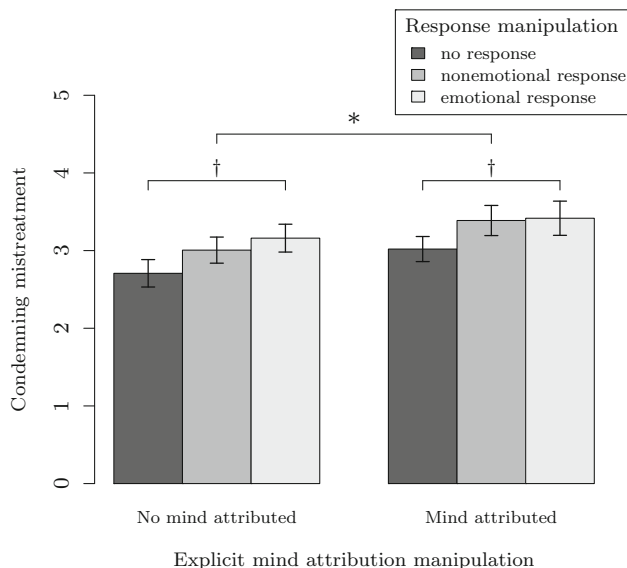 Response manipulation
no response
nonemotional response
emotional response
Condemning mistreatment
5
4
3
2
1
0
*
†
†
No mind attributed
Mind attributed
Explicit mind attribution manipulation